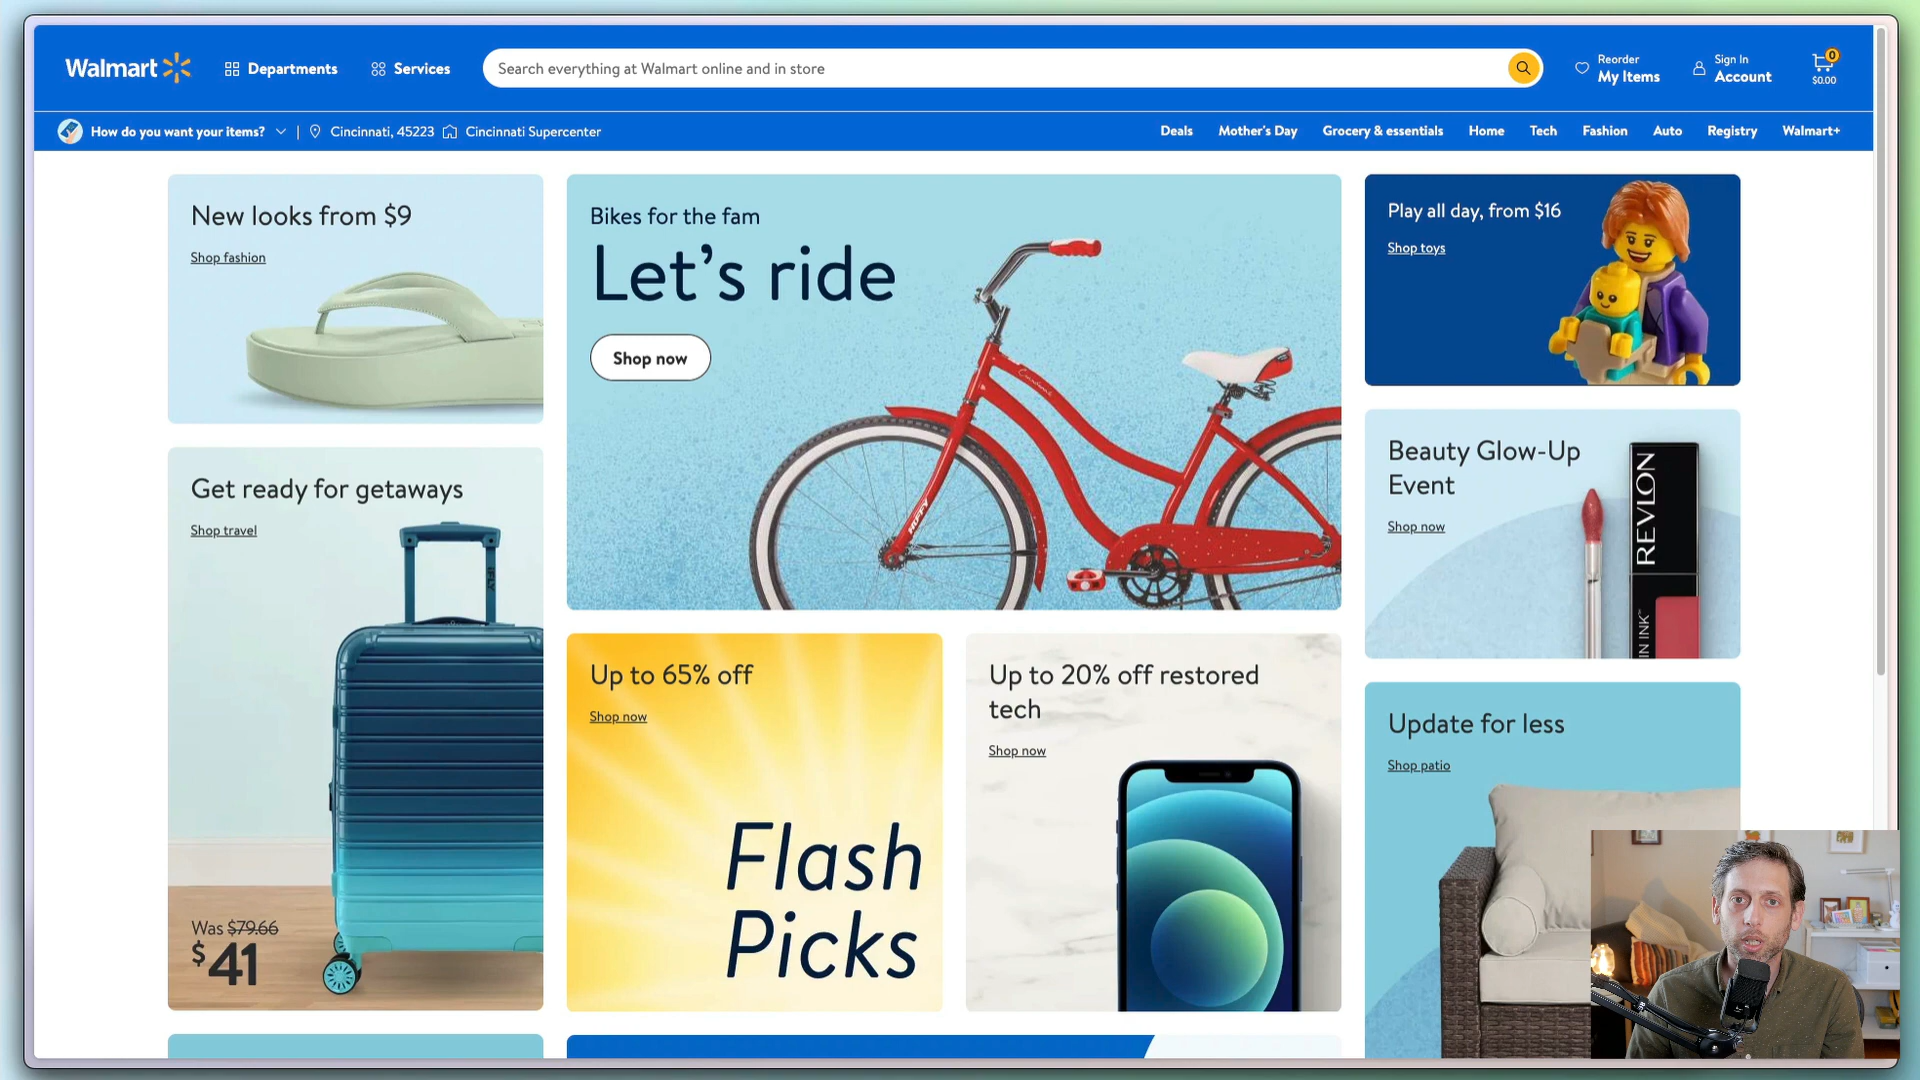 Walmart
Departments
Services
Search everything at Walmart online and in store
Reorder
My Items
Sign In
Account
0
$0.00
How do you want your items?
|
Cincinnati, 45223
Cincinnati Supercenter
Deals
Mother's Day
Grocery & essentials
Home
Tech
Fashion
Auto
Registry
Walmart+
New looks from $9
Shop fashion
Bikes for the fam
Let's ride
Shop now
HUFFY
Play all day, from $16
Shop toys
Get ready for getaways
Shop travel
Was $79.66
$41
Beauty Glow-Up
Event
Shop now
REVLON
IN INK™
Up to 65% off
Shop now
Flash
Picks
Up to 20% off restored
tech
Shop now
Update for less
Shop patio